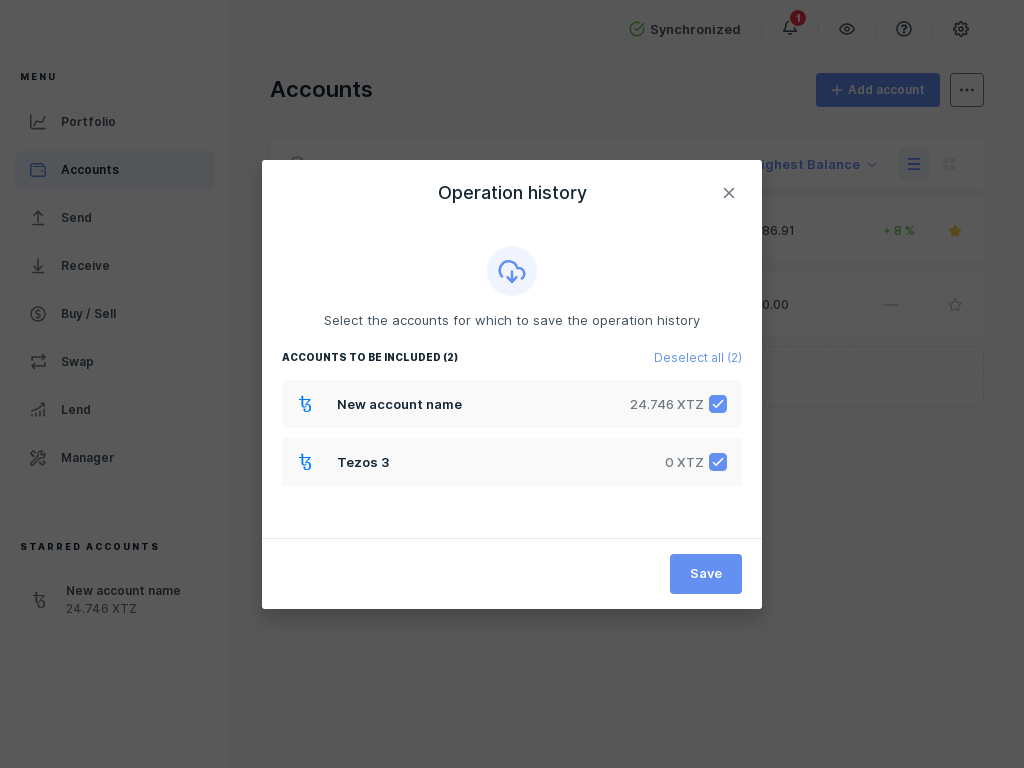 Synchronized
1
MENU
Accounts
Add account
Portfolio
Accounts
Send
Receive
Buy / Sell
Swap
Lend
Manager
STARRED ACCOUNTS
New account name
24.746 XTZ
Balance
86.91
+ 8 %
0.00
—
Operation history
Select the accounts for which to save the operation history
ACCOUNTS TO BE INCLUDED (2)
Deselect all (2)
New account name
24.746 XTZ
Tezos 3
0 XTZ
Save